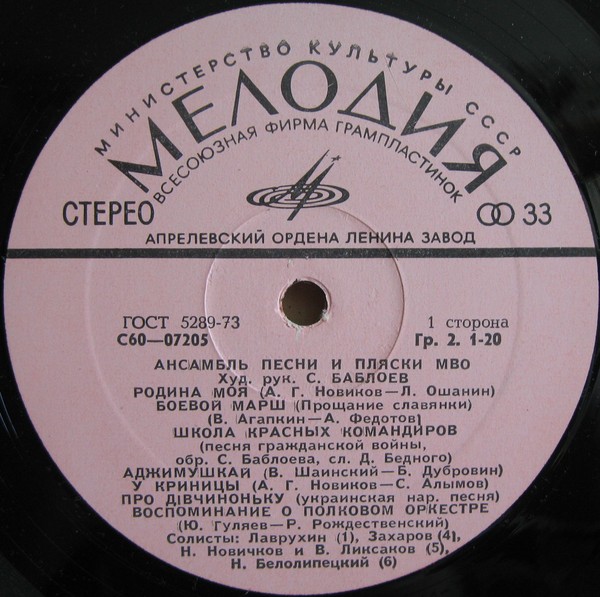 МИНИСТЕРСТВО КУЛЬТУРЫ СССР
МЕЛОДИЯ
ВСЕСОЮЗНАЯ ФИРМА ГРАМПЛАСТИНОК
СТЕРЕО
33
АПРЕЛЕВСКИЙ ОРДЕНА ЛЕНИНА ЗАВОД
ГОСТ 5289-73
1 сторона
С60—07205
Гр. 2. 1-20
АНСАМБЛЬ ПЕСНИ И ПЛЯСКИ МВО
Худ. рук. С. БАБЛОЕВ
РОДИНА МОЯ (А. Г. Новиков—Л. Ошанин)
БОЕВОЙ МАРШ (Прощание славянки)
(В. Агапкин—А. Федотов)
ШКОЛА КРАСНЫХ КОМАНДИРОВ
(песня гражданской войны,
обр. С. Баблоева, сл. Д. Бедного)
АДЖИМУШКАЙ (В. Шаинский—Б. Дубровин)
У КРИНИЦЫ (А. Г. Новиков—С. Алымов)
ПРО ДІВЧИНОНЬКУ (украинская нар. песня)
ВОСПОМИНАНИЕ О ПОЛКОВОМ ОРКЕСТРЕ
(Ю. Гуляев—Р. Рождественский)
Солисты: Лаврухин (1), Захаров (4),
Н. Новичков и В. Ликсаков (5),
Н. Белолипецкий (6)